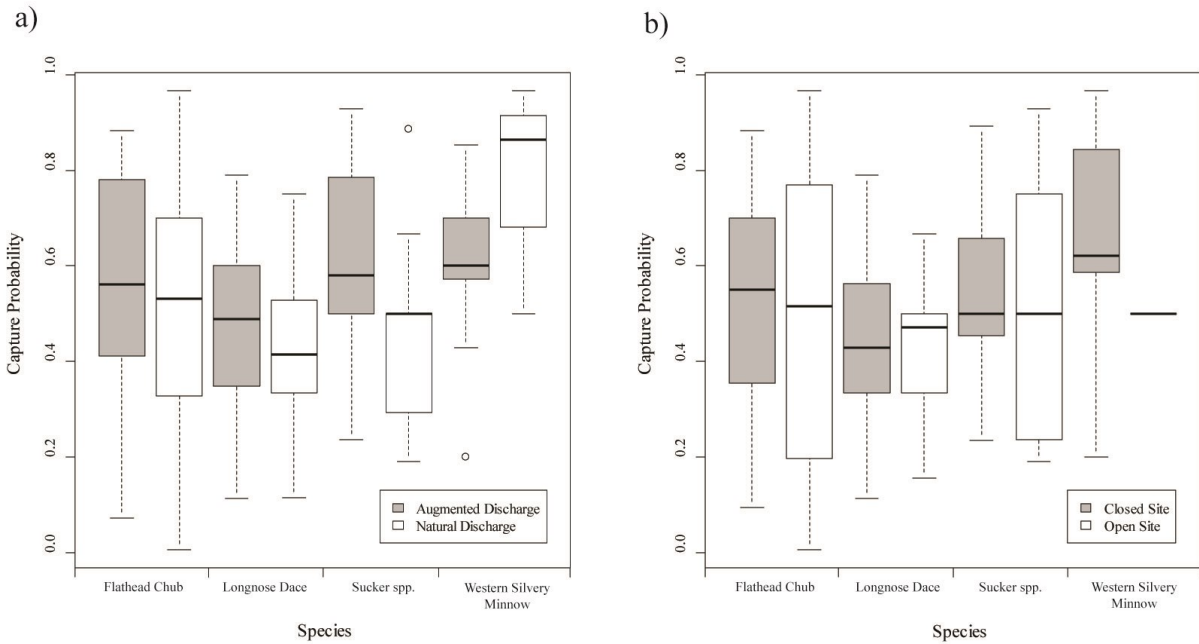 a)
Capture Probability
1.0
0.8
0.6
0.4
0.2
0.0
Augmented Discharge
Natural Discharge
Flathead Chub
Longnose Dace
Sucker spp.
Western Silvery
Minnow
Species
b)
Capture Probability
1.0
0.8
0.6
0.4
0.2
0.0
Closed Site
Open Site
Flathead Chub
Longnose Dace
Sucker spp.
Western Silvery
Minnow
Species